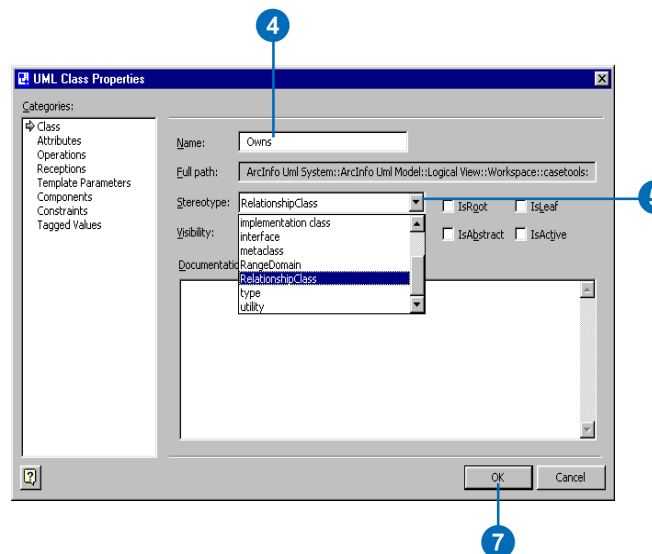 4
UML Class Properties
Categories:
Class
Attributes
Operations
Receptions
Template Parameters
Components
Constraints
Tagged Values
Name: Owns
Full path: ArcInfo Uml System::ArcInfo Uml Model::Logical View::Workspace::casetools:
Stereotype: RelationshipClass
IsRoot IsLeaf
5
Visibility:
IsAbstract IsActive
implementation class
interface
metaclass
RangeDomain
RelationshipClass
type
utility
Documentatio
OK Cancel
7